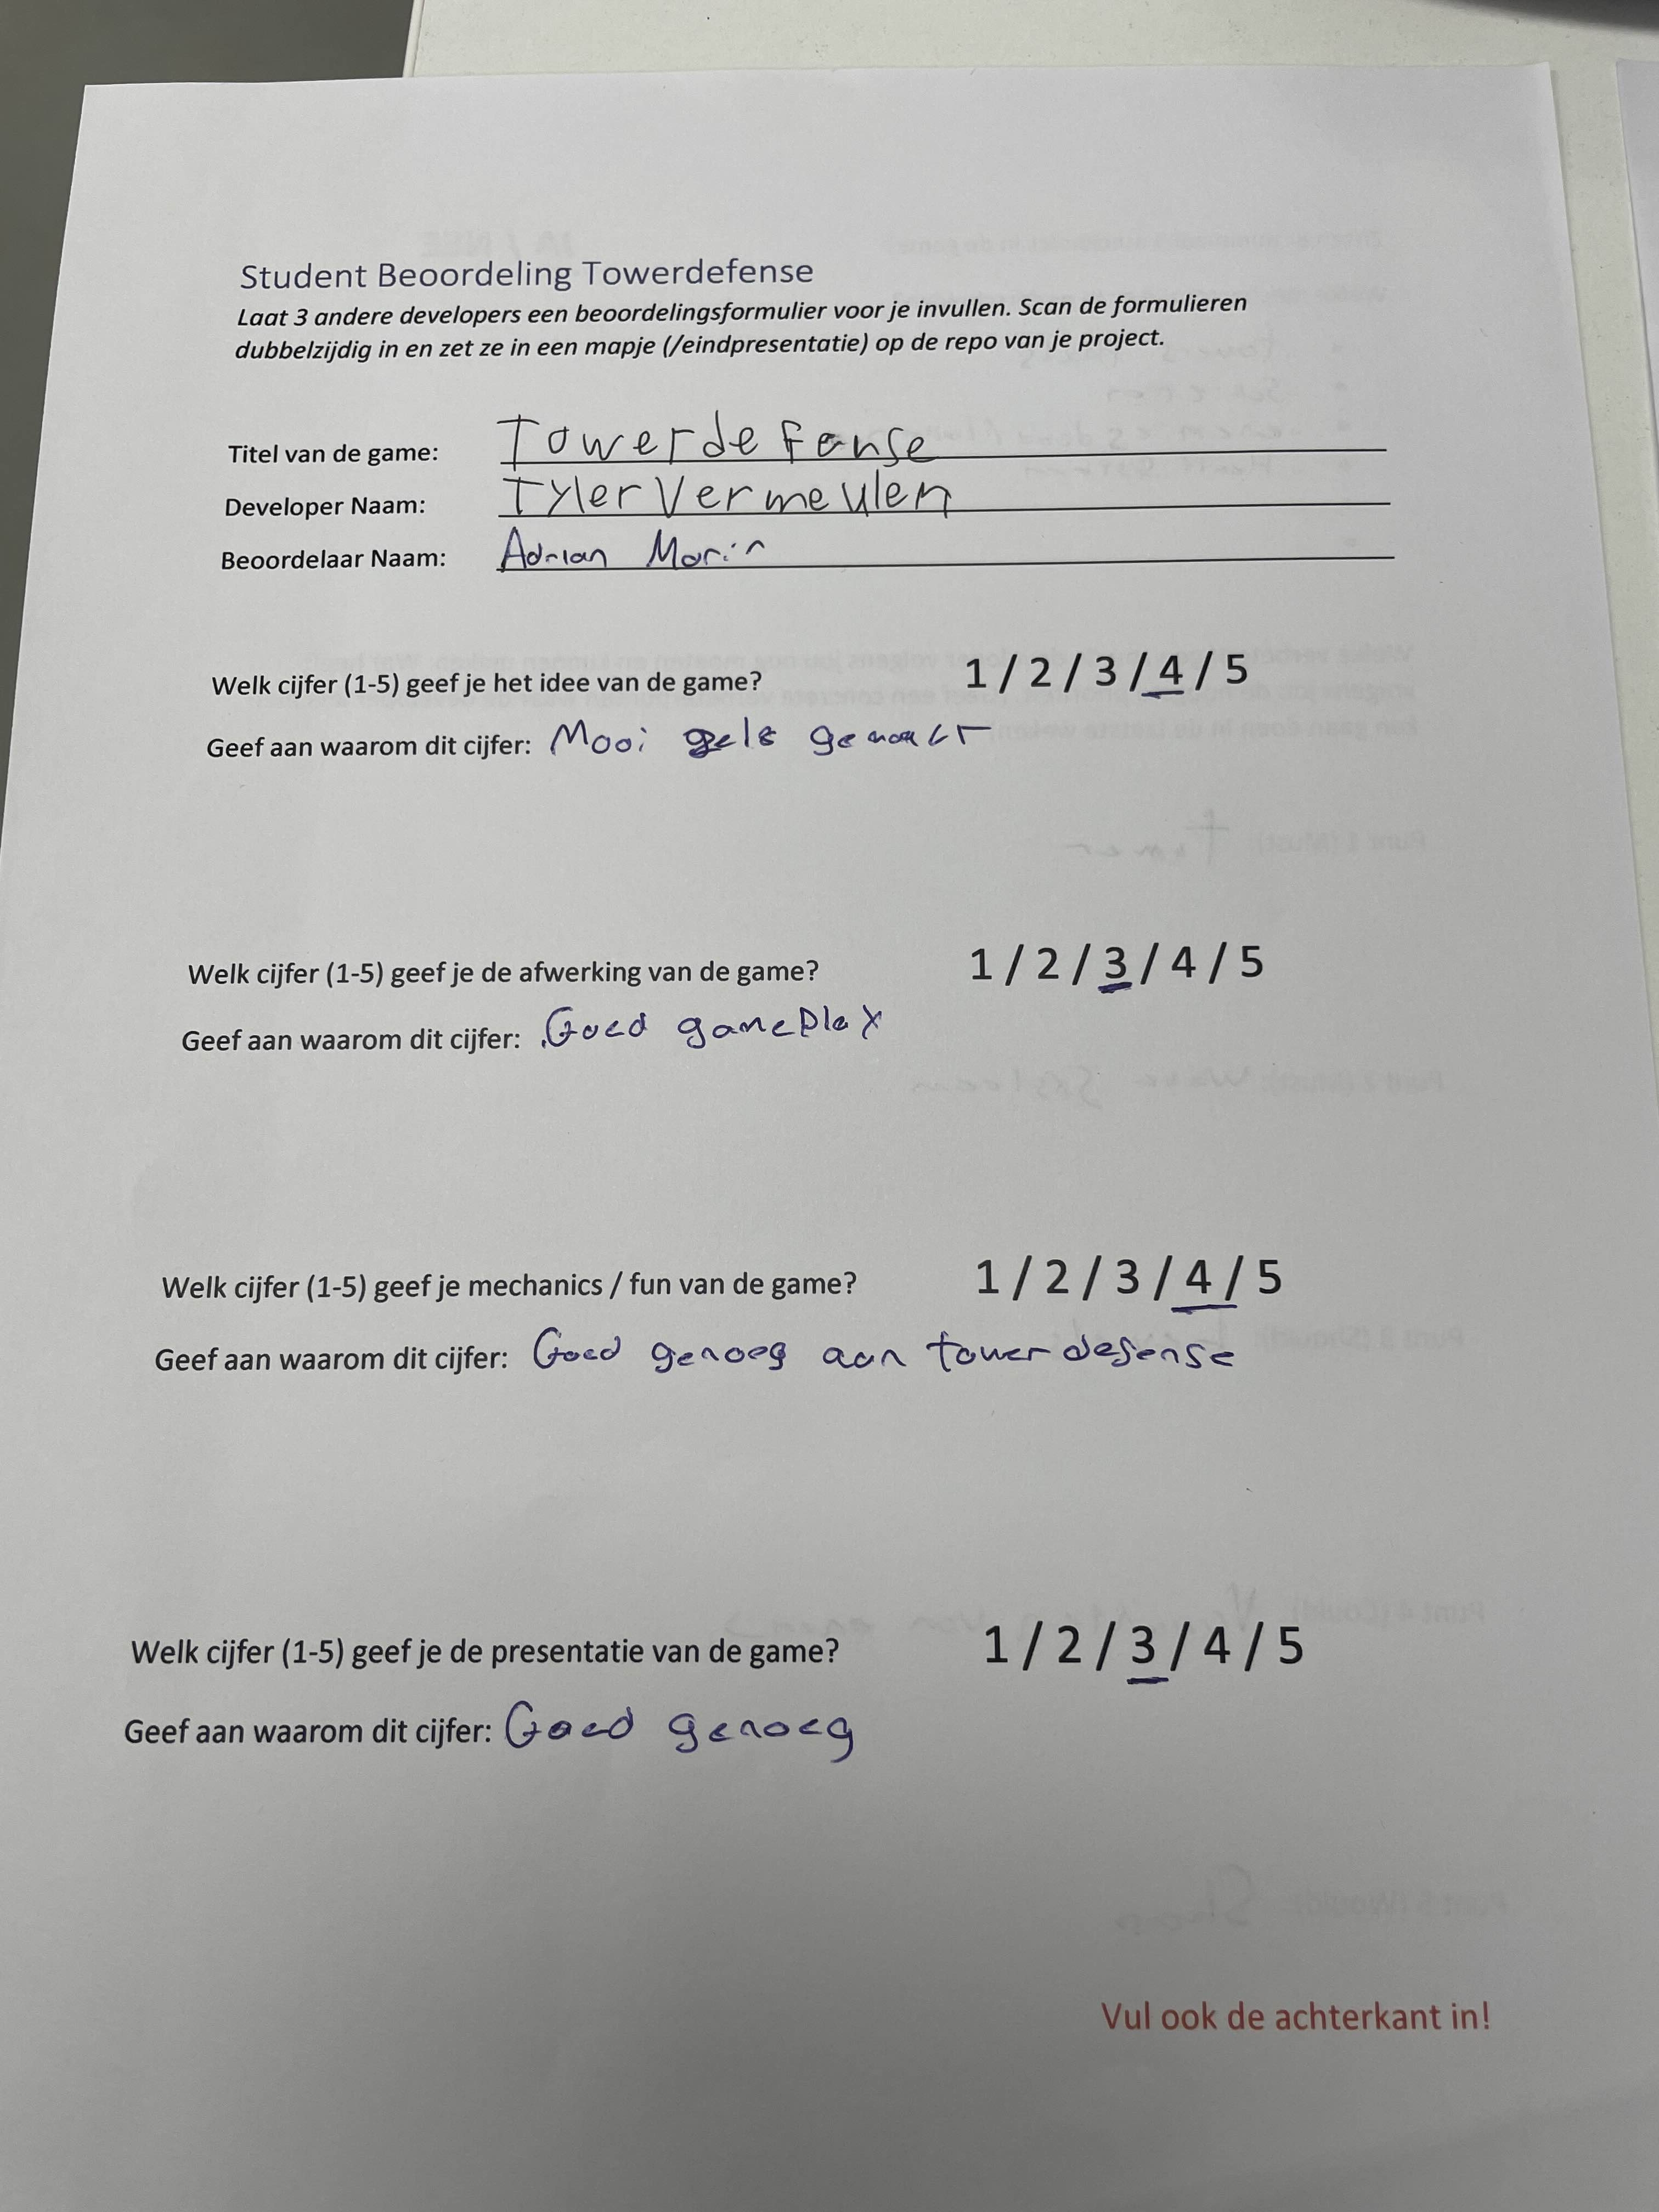 Student Beoordeling Towerdefense
Laat 3 andere developers een beoordelingsformulier voor je invullen. Scan de formulieren
dubbelzijdig in en zet ze in een mapje (/eindpresentatie) op de repo van je project.
Titel van de game: Towerdefense
Developer Naam: Tyler Vermeulen
Beoordelaar Naam: Adrian Morin
Welk cijfer (1-5) geef je het idee van de game? 1 / 2 / 3 / 4 / 5
Geef aan waarom dit cijfer: Mooi
Welk cijfer (1-5) geef je de afwerking van de game? 1 / 2 / 3 / 4 / 5
Geef aan waarom dit cijfer: Goed gameplay
Welk cijfer (1-5) geef je mechanics / fun van de game? 1 / 2 / 3 / 4 / 5
Geef aan waarom dit cijfer: Goed genoeg aan towerdefense
Welk cijfer (1-5) geef je de presentatie van de game? 1 / 2 / 3 / 4 / 5
Geef aan waarom dit cijfer: Goed genoeg
Vul ook de achterkant in!